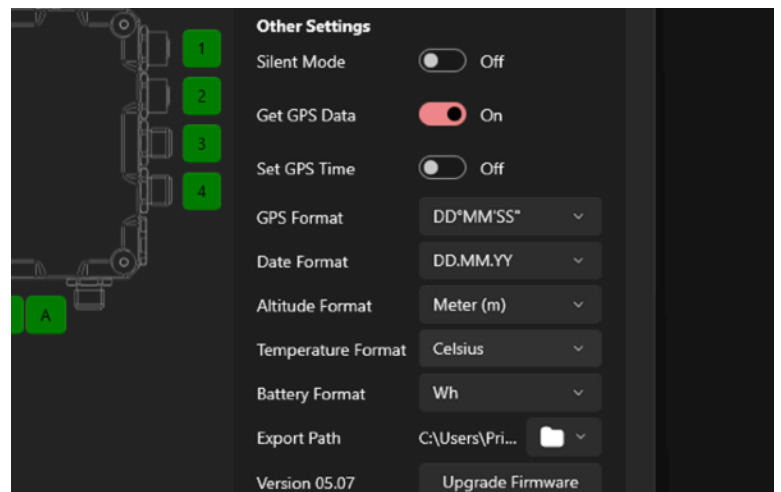 Other Settings
1
Silent Mode Off
2
Get GPS Data On
3
Set GPS Time Off
4
GPS Format DD°MM'SS"
Date Format DD.MM.YY
Altitude Format Meter (m)
A
Temperature Format Celsius
Battery Format Wh
Export Path C:\Users\Pri...
Version 05.07 Upgrade Firmware